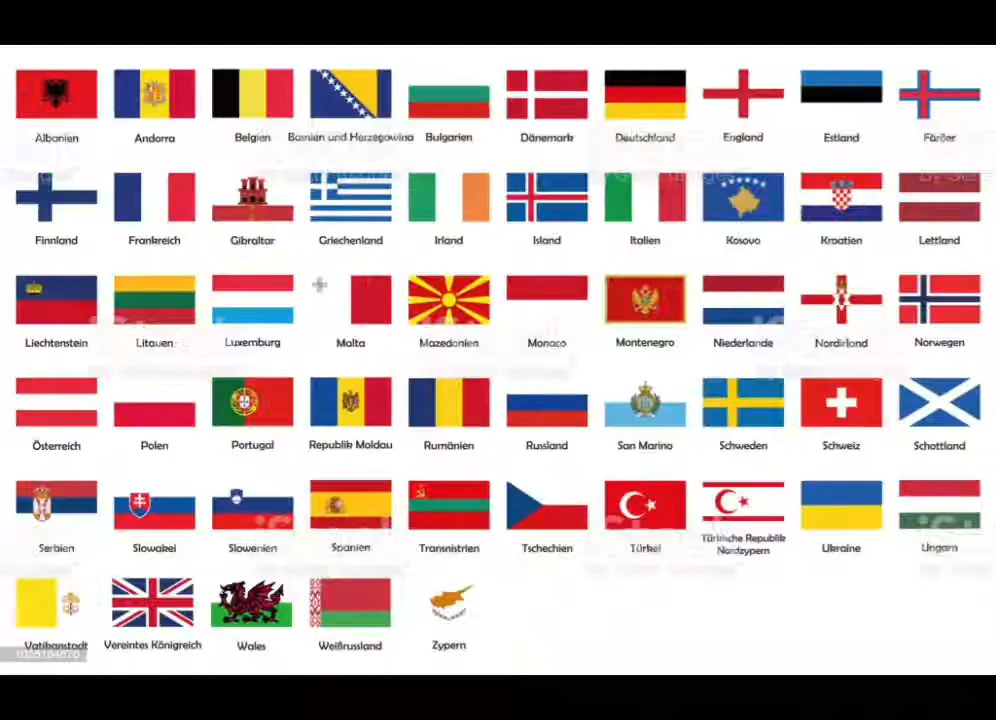 Albanien Andorra Belgien Bosnien und Herzegowina Bulgarien Dänemark Deutschland England Estland Färöer
Finnland Frankreich Gibraltar Griechenland Irland Island Italien Kosovo Kroatien Lettland
Liechtenstein Litauen Luxemburg Malta Mazedonien Monaco Montenegro Niederlande Nordirland Norwegen
Österreich Polen Portugal Republik Moldau Rumänien Russland San Marino Schweden Schweiz Schottland
Serbien Slowakei Slowenien Spanien Transnistrien Tschechien Türkei Türkische Republik Nordzypern Ukraine Ungarn
Vatikanstadt Vereintes Königreich Wales Weißrussland Zypern